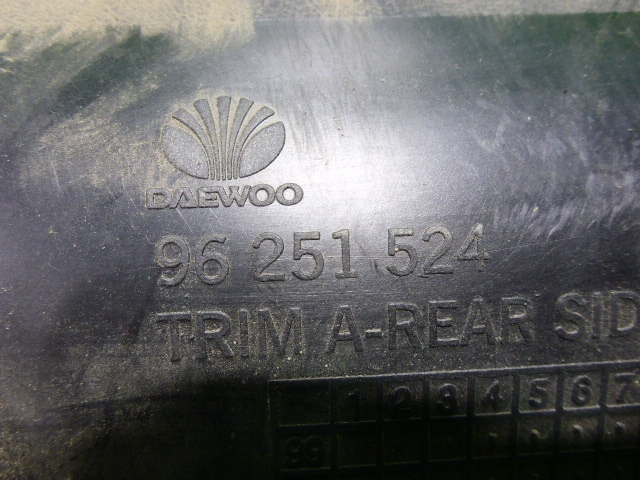 DAEWOO
96 251 524
TRIM A-REAR SID
1 2 3 4 5 6 7
99